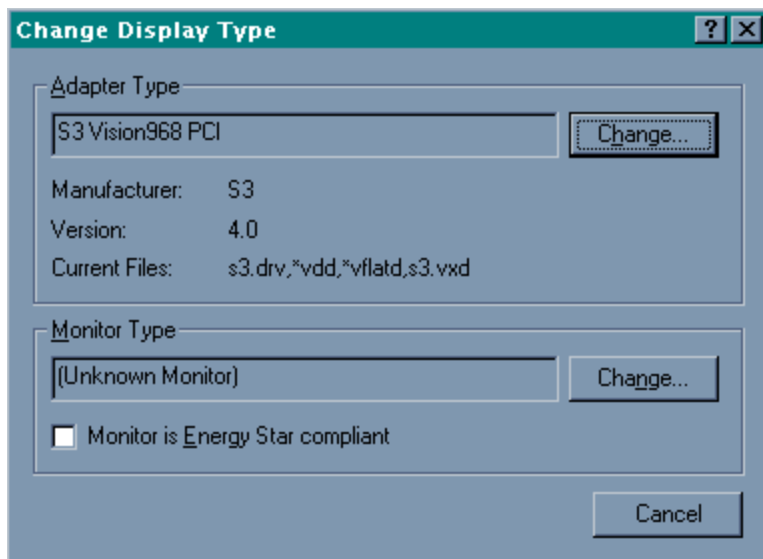 Change Display Type
Adapter Type
S3 Vision968 PCI
Change...
Manufacturer: S3
Version: 4.0
Current Files: s3.drv,*vdd,*vflatd,s3.vxd
Monitor Type
(Unknown Monitor)
Change...
Monitor is Energy Star compliant
Cancel